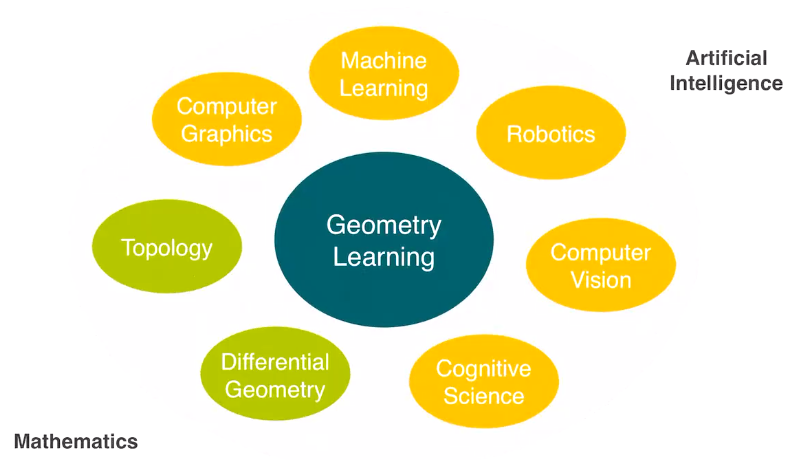 Machine
Learning
Artificial
Intelligence
Computer
Graphics
Robotics
Geometry
Learning
Topology
Computer
Vision
Differential
Geometry
Cognitive
Science
Mathematics